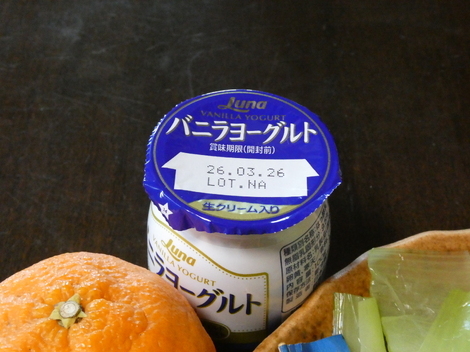 Luna
VANILLA YOGURT
バニラヨーグルト
賞味期限(開封前)
26.03.26
LOT.NA
生クリーム入り
Luna
VANILLA YOGURT
バニラヨーグルト